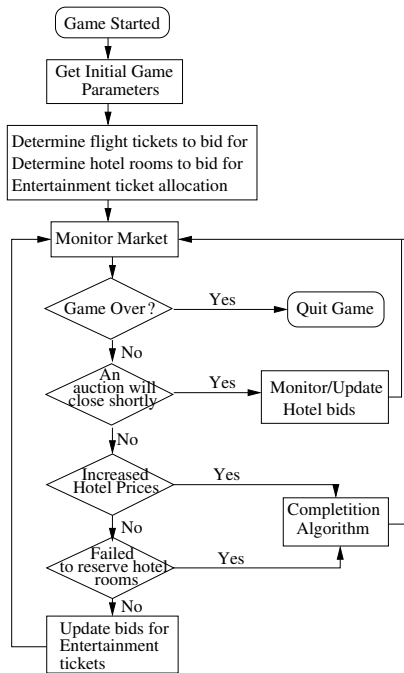 Game Started
Get Initial Game
Parameters
Determine flight tickets to bid for
Determine hotel rooms to bid for
Entertainment ticket allocation
Monitor Market
Game Over?
Yes
Quit Game
No
An
auction will
close shortly
Yes
Monitor/Update
Hotel bids
No
Increased
Hotel Prices
Yes
Completition
Algorithm
No
Failed
to reserve hotel
rooms
Yes
No
Update bids for
Entertainment
tickets